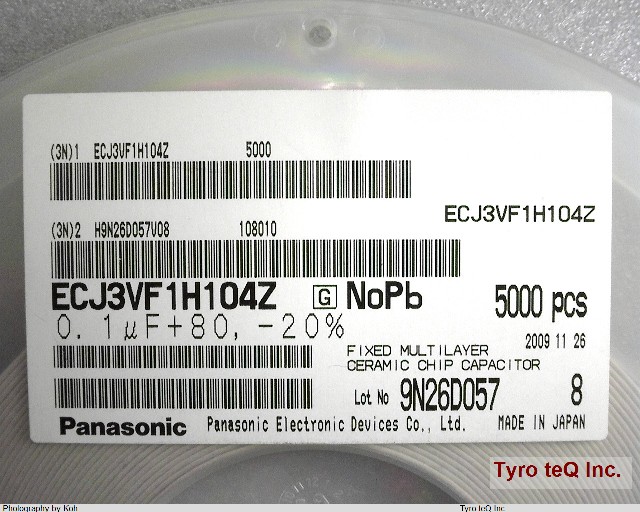 (3N)1 ECJ3VF1H104Z 5000
ECJ3VF1H104Z
(3N)2 H9N26D057U08 108010
ECJ3VF1H104Z G NoPb 5000 pcs
0. 1μF+80, -20%
2009 11 26
FIXED MULTILAYER
CERAMIC CHIP CAPACITOR
Lot No 9N26D057 8
Panasonic Panasonic Electronic Devices Co., Ltd. MADE IN JAPAN
Tyro teQ Inc.
Photography by Koh Tyro teQ Inc